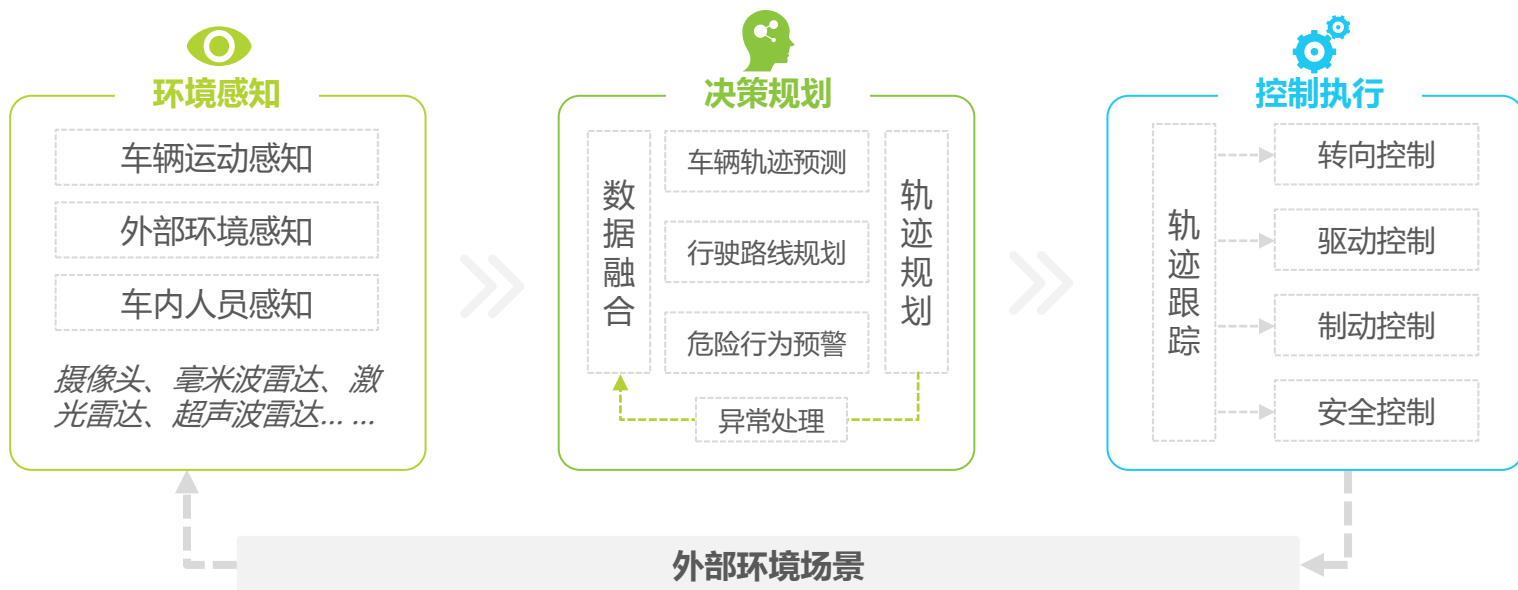 环境感知
车辆运动感知
外部环境感知
车内人员感知
摄像头、毫米波雷达、激
光雷达、超声波雷达... ...
决策规划
数据融合
车辆轨迹预测
行驶路线规划
危险行为预警
轨迹规划
异常处理
控制执行
轨迹跟踪
转向控制
驱动控制
制动控制
安全控制
外部环境场景